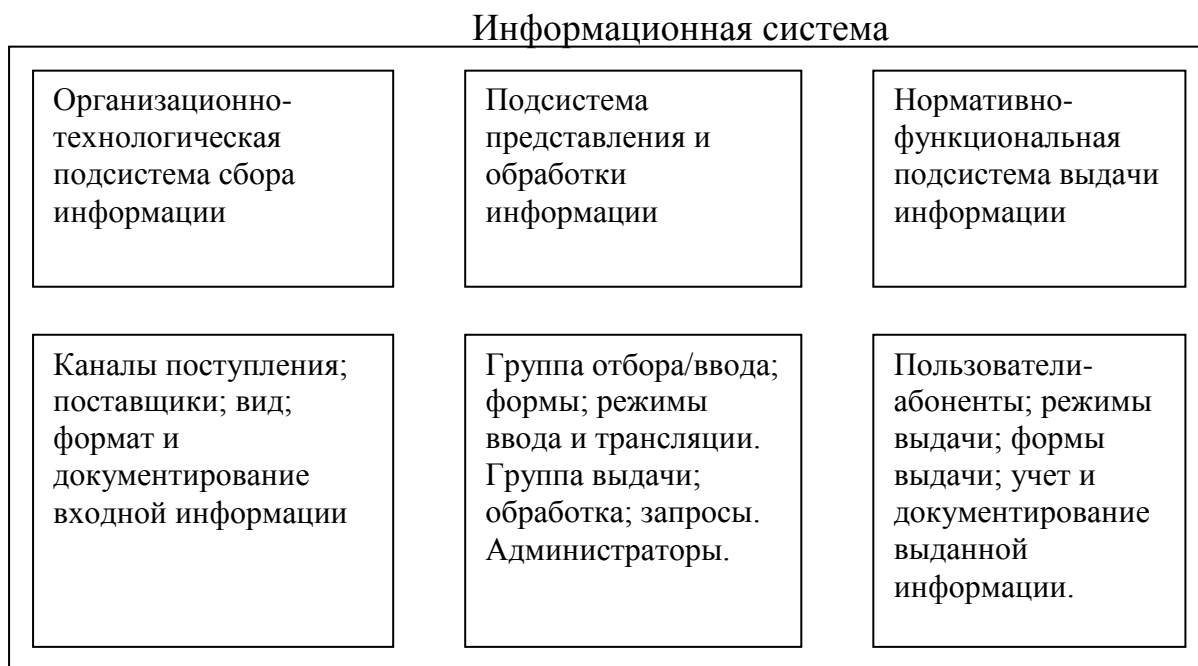 Информационная система
Организационно-
технологическая
подсистема сбора
информации
Подсистема
представления и
обработки
информации
Нормативно-
функциональная
подсистема выдачи
информации
Каналы поступления;
поставщики; вид;
формат и
документирование
входной информации
Группа отбора/ввода;
формы; режимы
ввода и трансляции.
Группа выдачи;
обработка; запросы.
Администраторы.
Пользователи-
абоненты; режимы
выдачи; формы
выдачи; учет и
документирование
выданной
информации.